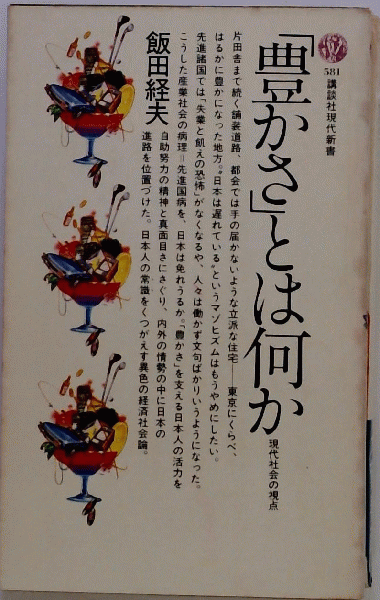 581
講談社現代新書
「豊かさ」とは何か
現代社会の視点
片田舎まで続く舗装道路、都会では手の届かないような立派な住宅——東京にくらべ、
はるかに豊かになった地方。“日本は遅れている”というマゾヒズムはもうやめにしたい。
先進諸国では「失業と飢えの恐怖」がなくなるや、人々は働かず文句ばかりいうようになった。
こうした産業社会の病理＝先進国病を、日本は免れうるか。「豊かさ」を支える日本人の活力を
自助努力の精神と真面目さにさぐり、内外の情勢の中に日本の
進路を位置づけた。日本人の常識をくつがえす異色の経済社会論。
飯田経夫